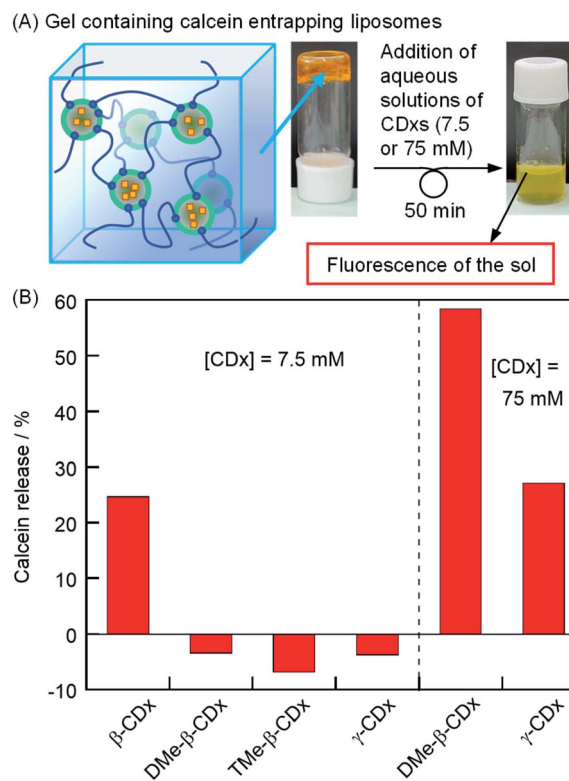 (A) Gel containing calcein entrapping liposomes
Addition of
aqueous
solutions of
CDxs (7.5
or 75 mM)
50 min
Fluorescence of the sol
(B)
60
50
40
30
20
10
0
-10
Calcein release / %
[CDx] = 7.5 mM
[CDx] =
75 mM
β-CDx
DMe-β-CDx
TMe-β-CDx
γ-CDx
DMe-β-CDx
γ-CDx